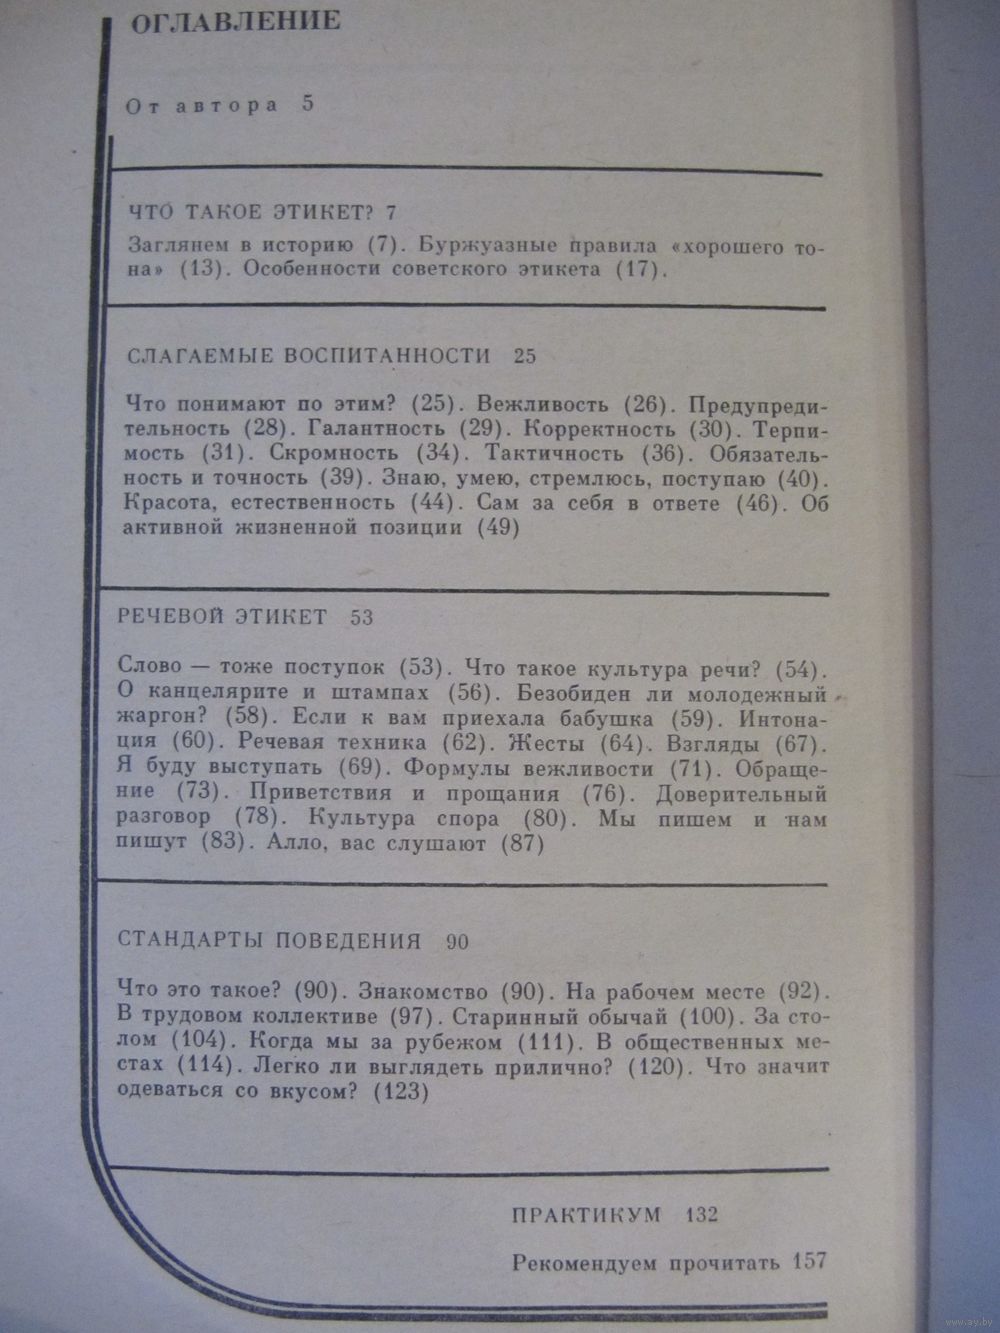 ОГЛАВЛЕНИЕ
От автора 5
ЧТО ТАКОЕ ЭТИКЕТ? 7
Заглянем в историю (7). Буржуазные правила «хорошего то-
на» (13). Особенности советского этикета (17).
СЛАГАЕМЫЕ ВОСПИТАННОСТИ 25
Что понимают по этим? (25). Вежливость (26). Предупреди-
тельность (28). Галантность (29). Корректность (30). Терпи-
мость (31). Скромность (34). Тактичность (36). Обязатель-
ность и точность (39). Знаю, умею, стремлюсь, поступаю (40).
Красота, естественность (44). Сам за себя в ответе (46). Об
активной жизненной позиции (49)
РЕЧЕВОЙ ЭТИКЕТ 53
Слово — тоже поступок (53). Что такое культура речи? (54).
О канцелярите и штампах (56). Безобиден ли молодежный
жаргон? (58). Если к вам приехала бабушка (59). Интона-
ция (60). Речевая техника (62). Жесты (64). Взгляды (67).
Я буду выступать (69). Формулы вежливости (71). Обраще-
ние (73). Приветствия и прощания (76). Доверительный
разговор (78). Культура спора (80). Мы пишем и нам
пишут (83). Алло, вас слушают (87)
СТАНДАРТЫ ПОВЕДЕНИЯ 90
Что это такое? (90). Знакомство (90). На рабочем месте (92).
В трудовом коллективе (97). Старинный обычай (100). За сто-
лом (104). Когда мы за рубежом (111). В общественных ме-
стах (114). Легко ли выглядеть прилично? (120). Что значит
одеваться со вкусом? (123)
ПРАКТИКУМ 132
Рекомендуем прочитать 157
www.ay.by